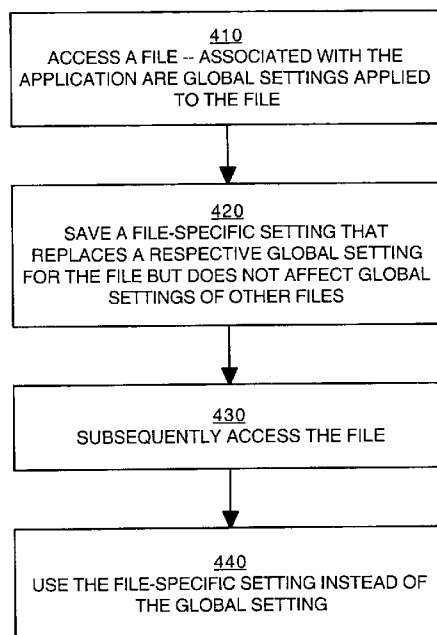 410
ACCESS A FILE -- ASSOCIATED WITH THE
APPLICATION ARE GLOBAL SETTINGS APPLIED
TO THE FILE
420
SAVE A FILE-SPECIFIC SETTING THAT
REPLACES A RESPECTIVE GLOBAL SETTING
FOR THE FILE BUT DOES NOT AFFECT GLOBAL
SETTINGS OF OTHER FILES
430
SUBSEQUENTLY ACCESS THE FILE
440
USE THE FILE-SPECIFIC SETTING INSTEAD OF
THE GLOBAL SETTING